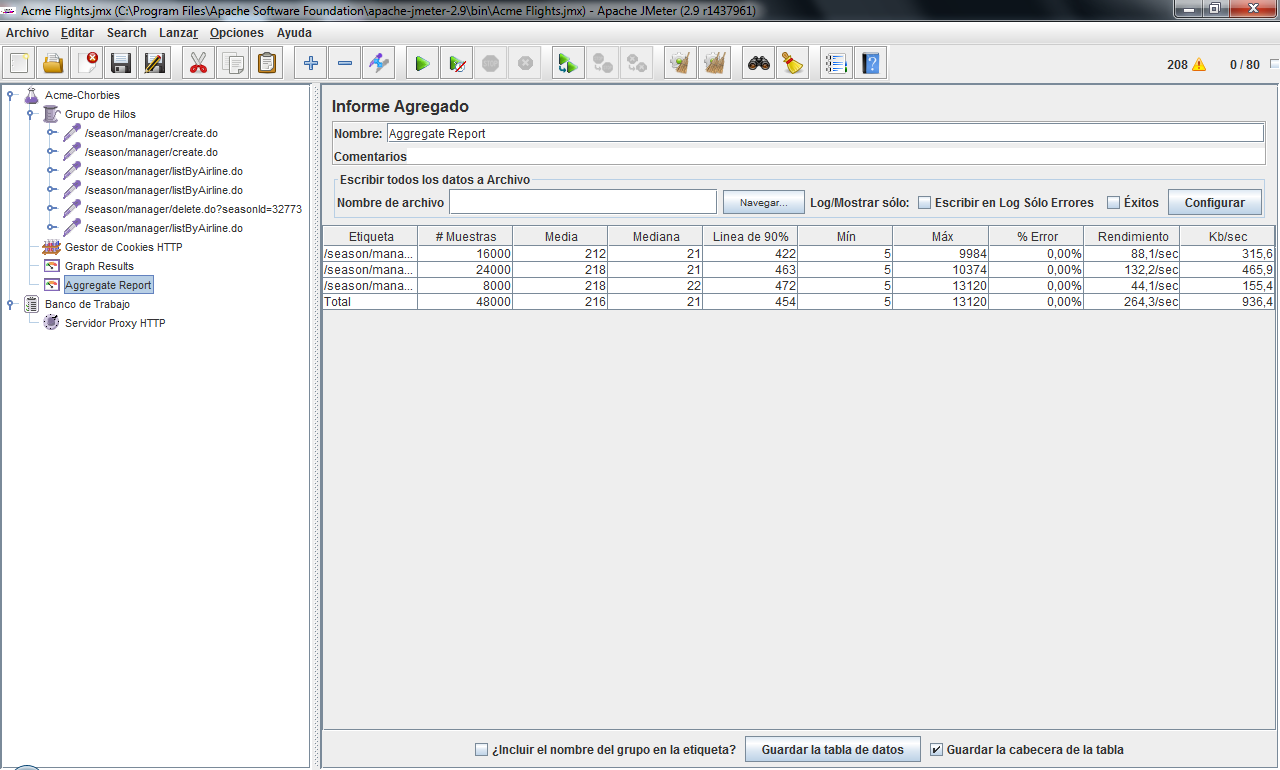 Acme Flights.jmx (C:\Program Files\Apache Software Foundation\apache-jmeter-2.9\bin\Acme Flights.jmx) - Apache JMeter (2.9 r1437961)
Archivo Editar Search Lanzar Opciones Ayuda
208 0 / 80
Acme-Chorbies
Grupo de Hilos
/season/manager/create.do
/season/manager/create.do
/season/manager/listByAirline.do
/season/manager/listByAirline.do
/season/manager/delete.do?seasonId=32773
/season/manager/listByAirline.do
Gestor de Cookies HTTP
Graph Results
Aggregate Report
Banco de Trabajo
Servidor Proxy HTTP
Informe Agregado
Nombre: Aggregate Report
Comentarios
Escribir todos los datos a Archivo
Nombre de archivo Navegar... Log/Mostrar sólo: Escribir en Log Sólo Errores Éxitos Configurar
Etiqueta # Muestras Media Mediana Linea de 90% Mín Máx % Error Rendimiento Kb/sec
/season/mana... 16000 212 21 422 5 9984 0,00% 88,1/sec 315,6
/season/mana... 24000 218 21 463 5 10374 0,00% 132,2/sec 465,9
/season/mana... 8000 218 22 472 5 13120 0,00% 44,1/sec 155,4
Total 48000 216 21 454 5 13120 0,00% 264,3/sec 936,4
¿Incluir el nombre del grupo en la etiqueta? Guardar la tabla de datos Guardar la cabecera de la tabla